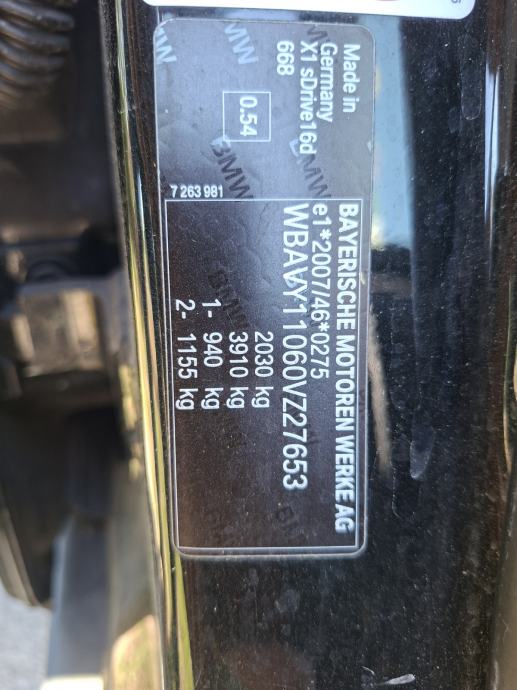 Made in
Germany
X1 sDrive16d
668
0.54
7 263 981
BAYERISCHE MOTOREN WERKE AG
e1*2007/46*0275
WBAVY11060VZ27653
2030 kg
3910 kg
1- 940 kg
2- 1155 kg